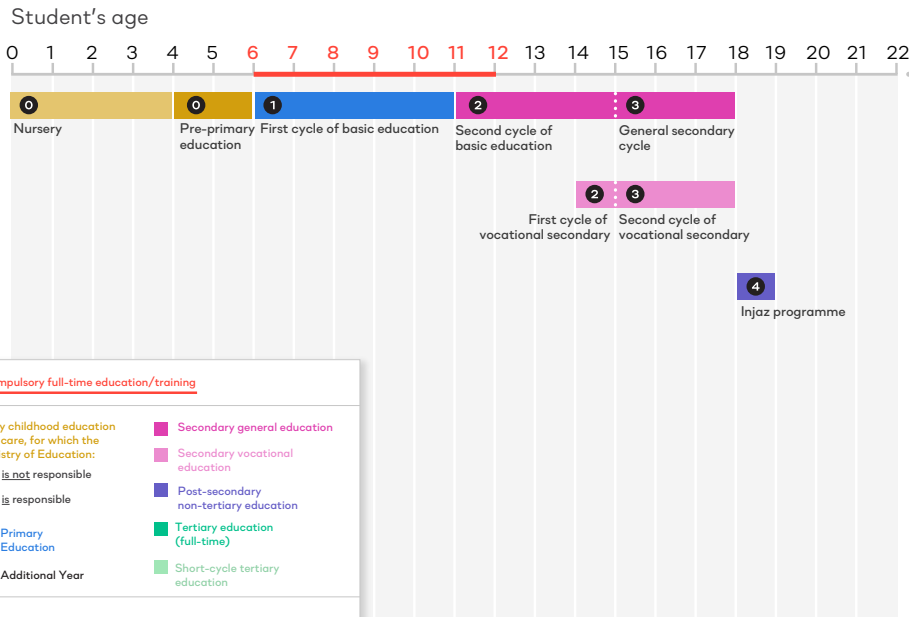 Student’s age
0 1 2 3 4 5 6 7 8 9 10 11 12 13 14 15 16 17 18 19 20 21 22
0 0 1 2 3
Nursery
Pre-primary
education
First cycle of basic education
Second cycle of
basic education
General secondary
cycle
2 3
First cycle of
vocational secondary
Second cycle of
vocational secondary
4
Injaz programme
mpulsory full-time education/training
y childhood education
care, for which the
istry of Education:
is not responsible
is responsible
Primary
Education
Additional Year
Secondary general education
Secondary vocational
education
Post-secondary
non-tertiary education
Tertiary education
(full-time)
Short-cycle tertiary
education